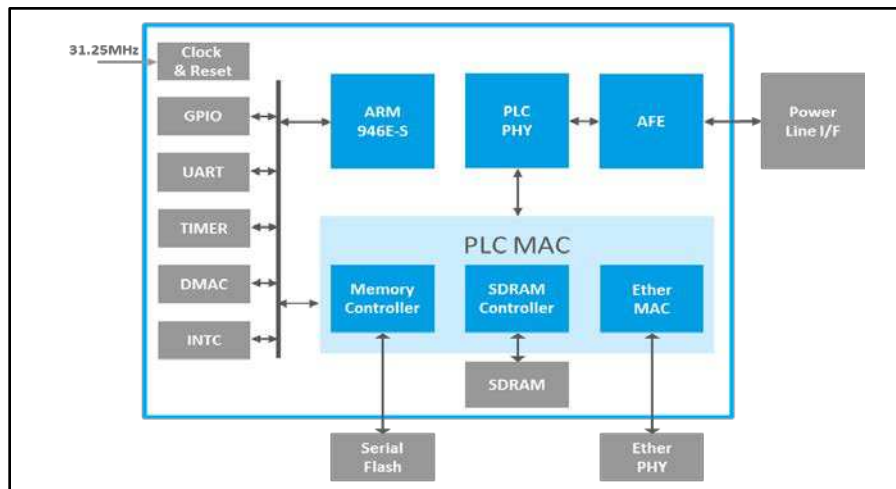 31.25MHz
Clock
& Reset
GPIO
UART
TIMER
DMAC
INTC
ARM
946E-S
PLC
PHY
AFE
Power
Line I/F
PLC MAC
Memory
Controller
SDRAM
Controller
Ether
MAC
SDRAM
Serial
Flash
Ether
PHY